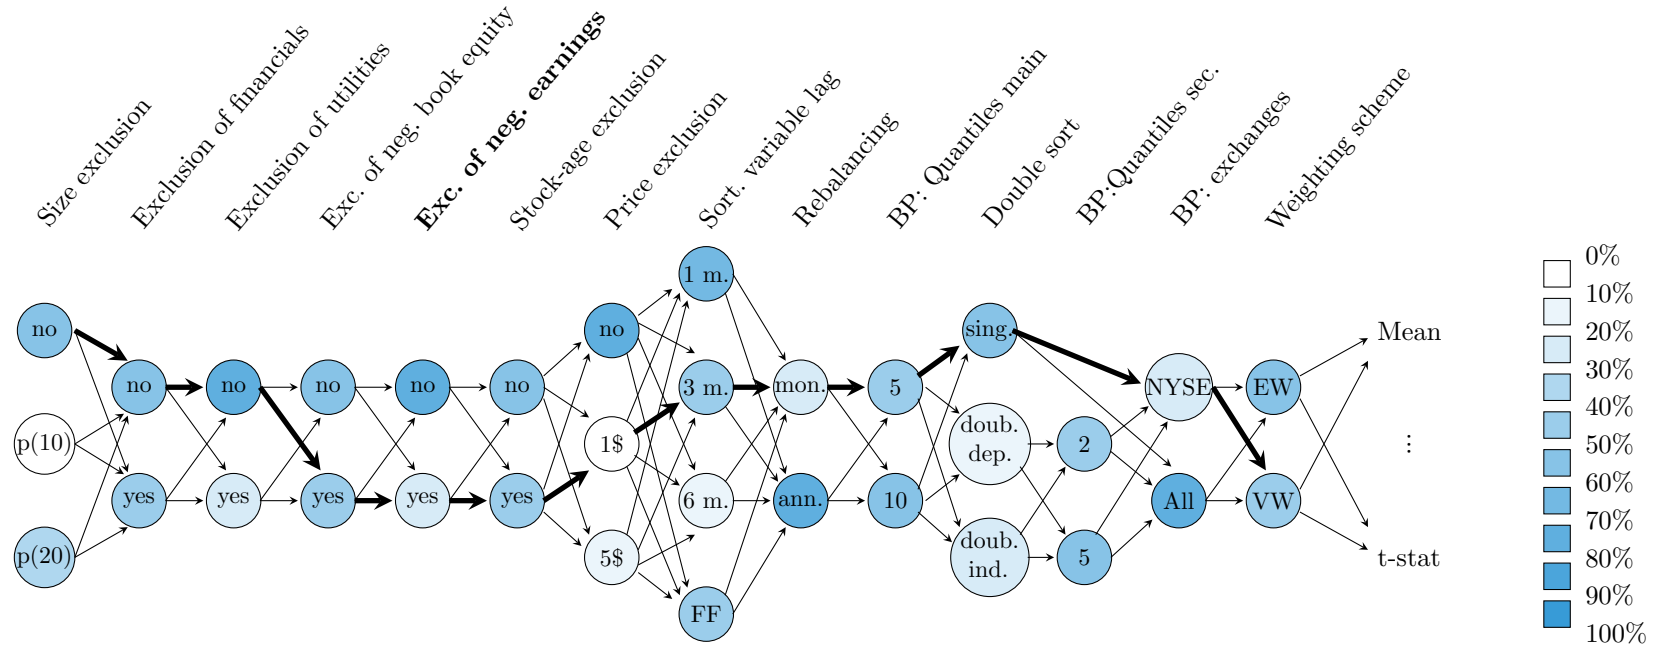 Size exclusion
Exclusion of financials
Exclusion of utilities
Exc. of neg. book equity
Exc. of neg. earnings
Stock-age exclusion
Price exclusion
Sort. variable lag
Rebalancing
BP: Quantiles main
Double sort
BP:Quantiles sec.
BP: exchanges
Weighting scheme
no
p(10)
p(20)
no
yes
no
yes
no
yes
no
yes
no
yes
no
1$
5$
1 m.
3 m.
6 m.
FF
mon.
ann.
5
10
sing.
doub.
dep.
doub.
ind.
2
5
NYSE
All
EW
VW
Mean
⋮
t-stat
0%
10%
20%
30%
40%
50%
60%
70%
80%
90%
100%